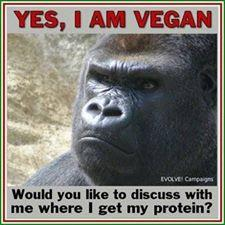 YES, I AM VEGAN
EVOLVE! Campaigns
Would you like to discuss with
me where I get my protein?